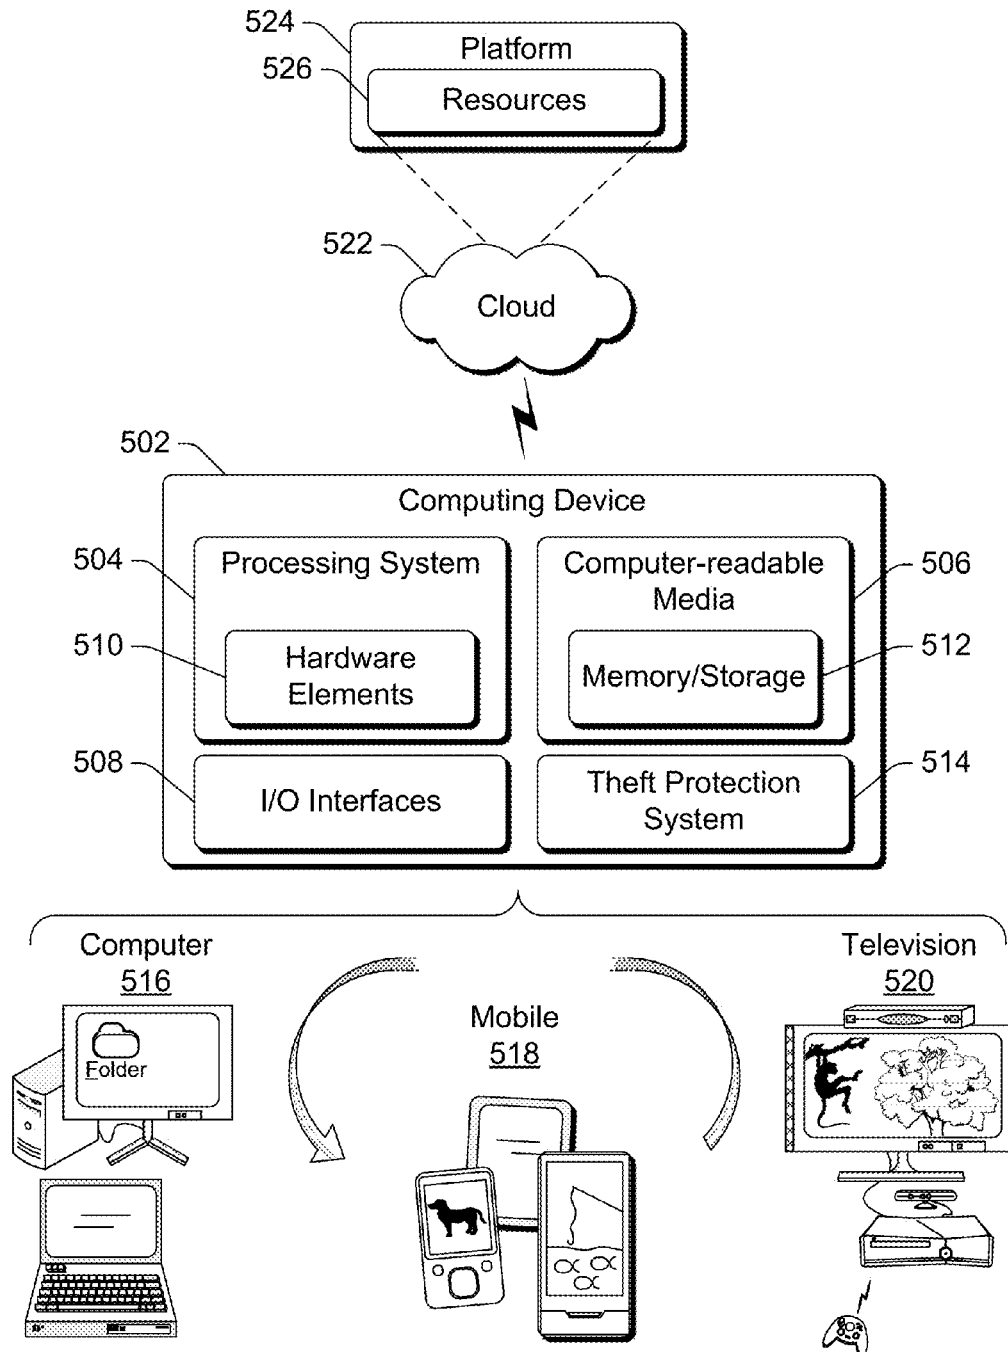 524
Platform
526
Resources
522
Cloud
502
Computing Device
504
Processing System
Computer-readable
Media
506
510
Hardware
Elements
Memory/Storage
512
508
I/O Interfaces
Theft Protection
System
514
Computer
516
Folder
Mobile
518
Television
520